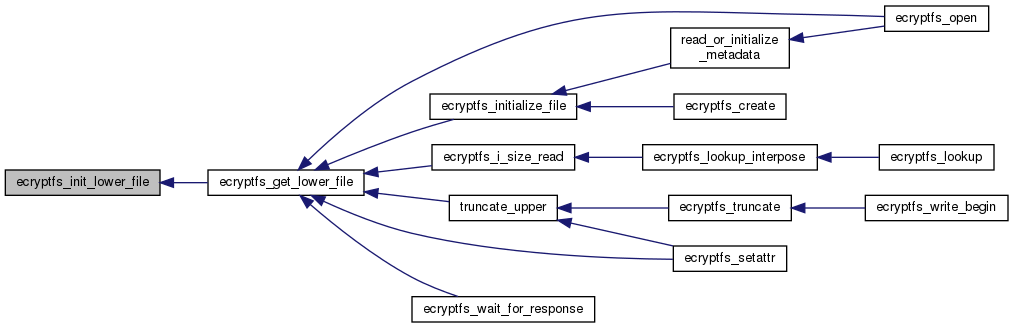 ecryptfs_open
read_or_initialize
_metadata
ecryptfs_initialize_file
ecryptfs_create
ecryptfs_i_size_read
ecryptfs_lookup_interpose
ecryptfs_lookup
ecryptfs_init_lower_file
ecryptfs_get_lower_file
truncate_upper
ecryptfs_truncate
ecryptfs_write_begin
ecryptfs_setattr
ecryptfs_wait_for_response